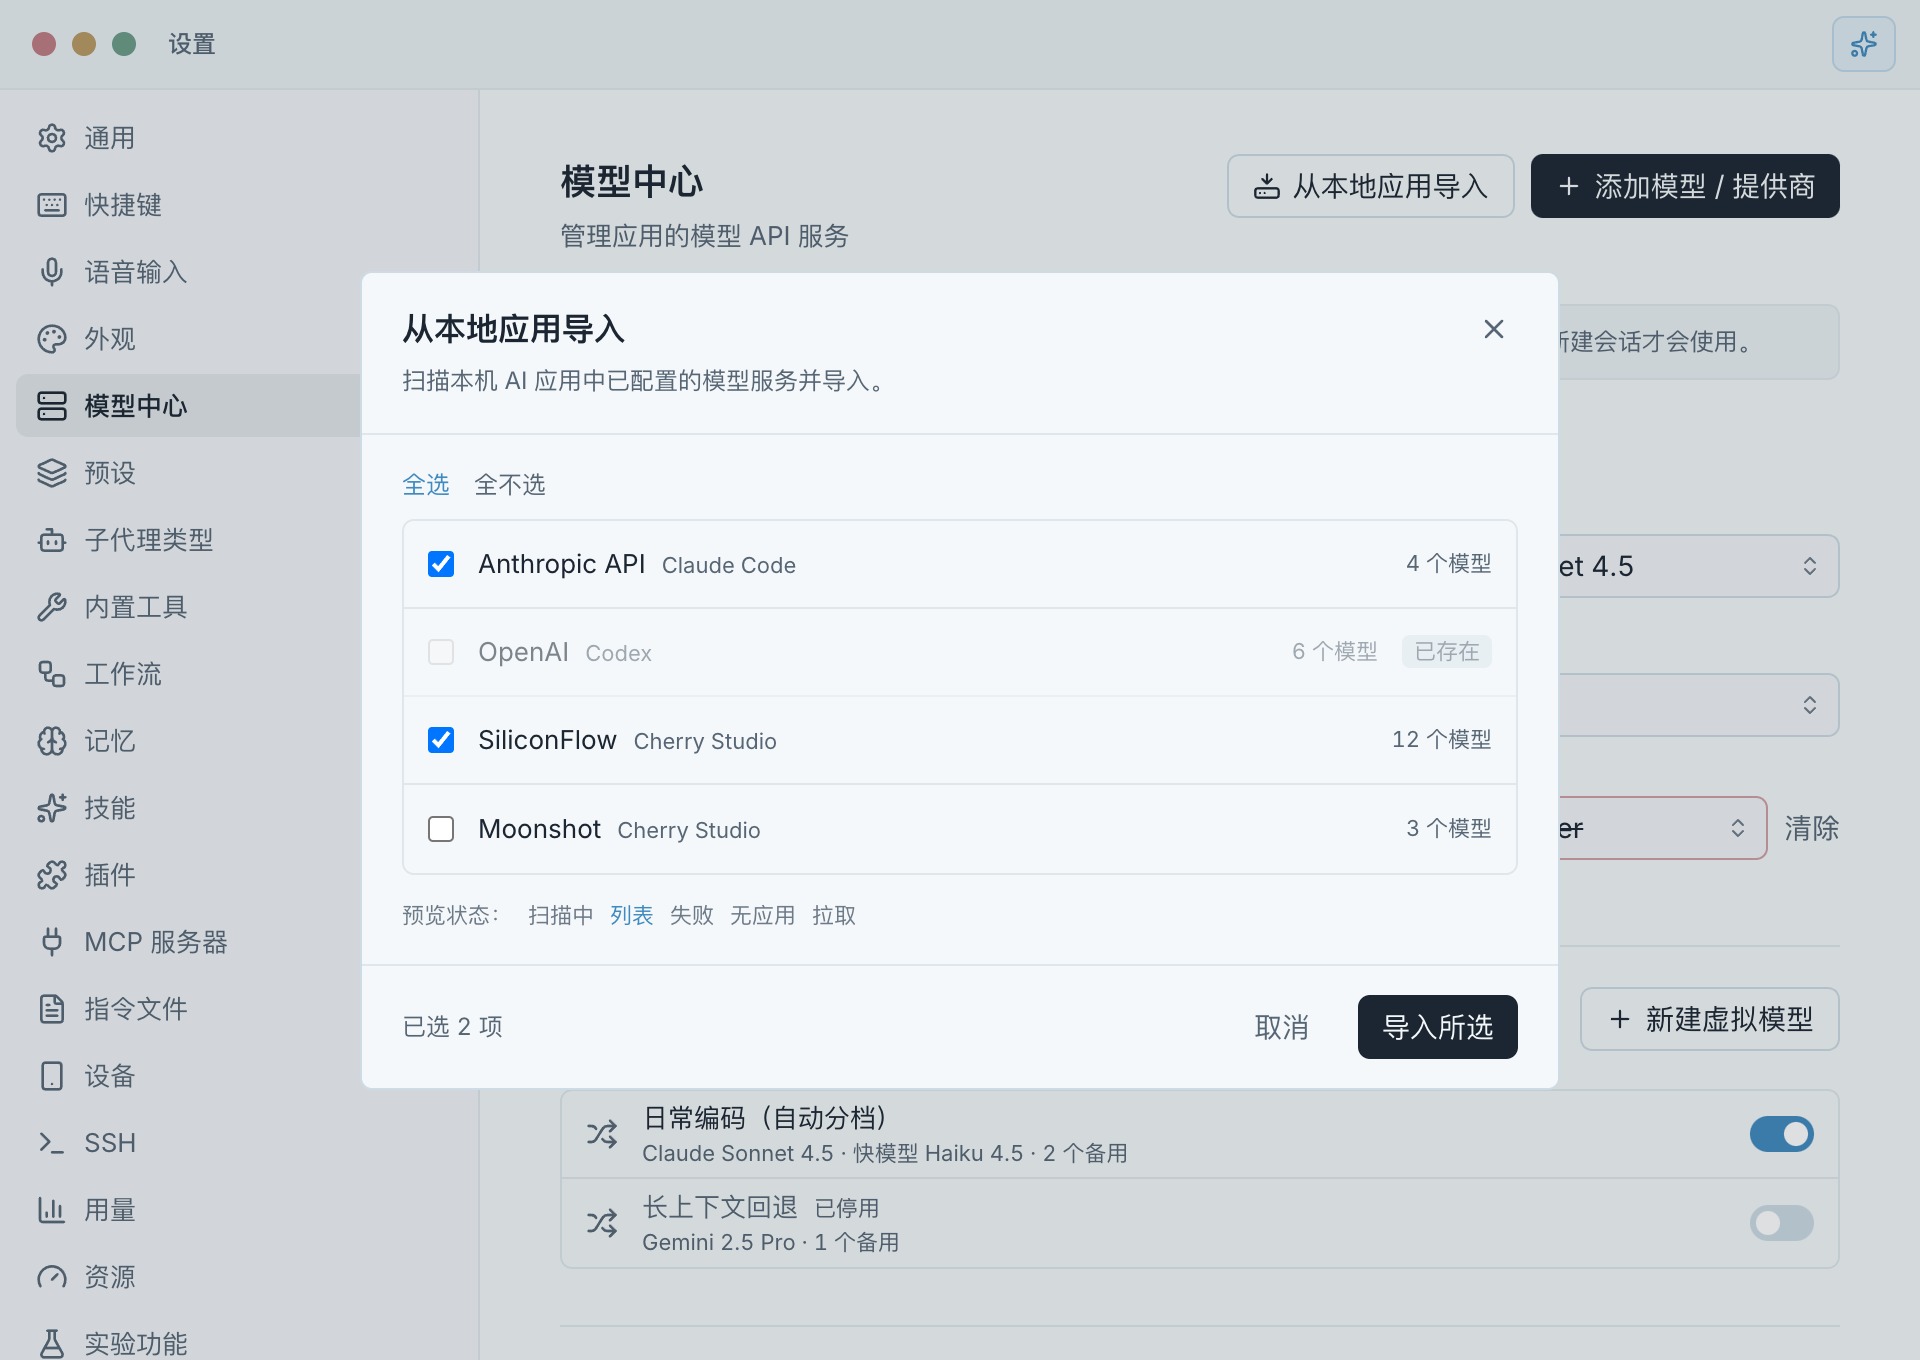 设置
通用
快捷键
语音输入
外观
模型中心
预设
子代理类型
内置工具
工作流
记忆
技能
插件
MCP 服务器
指令文件
设备
SSH
用量
资源
实验功能
模型中心
管理应用的模型 API 服务
从本地应用导入
添加模型 / 提供商
新建会话才会使用。
从本地应用导入
扫描本机 AI 应用中已配置的模型服务并导入。
全选 全不选
Anthropic API Claude Code 4 个模型
OpenAI Codex 6 个模型 已存在
SiliconFlow Cherry Studio 12 个模型
Moonshot Cherry Studio 3 个模型
预览状态： 扫描中 列表 失败 无应用 拉取
已选 2 项
取消
导入所选
et 4.5
er
清除
新建虚拟模型
日常编码（自动分档）
Claude Sonnet 4.5 · 快模型 Haiku 4.5 · 2 个备用
长上下文回退 已停用
Gemini 2.5 Pro · 1 个备用